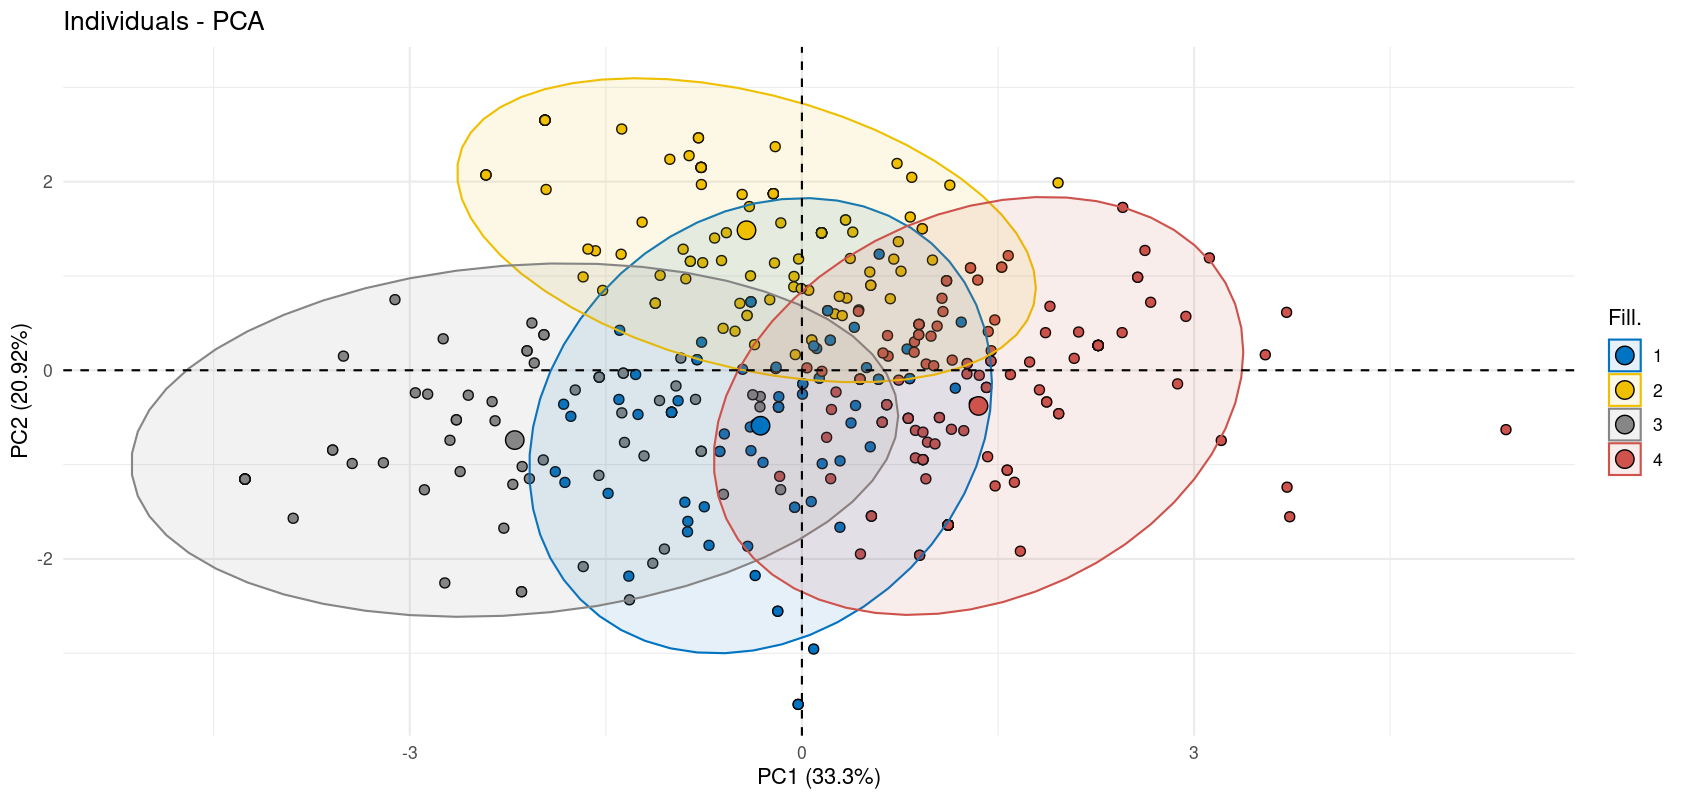 Individuals - PCA
PC2 (20.92%)
2
0
-2
-3
0
3
PC1 (33.3%)
Fill.
1
2
3
4